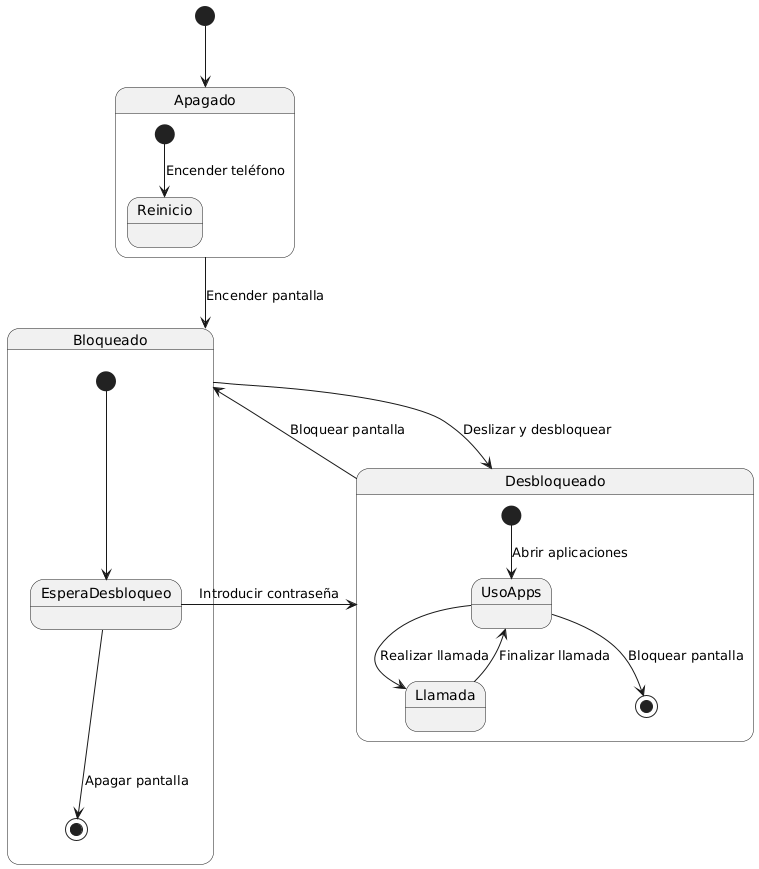 Apagado
Encender teléfono
Reinicio
Encender pantalla
Bloqueado
Deslizar y desbloquear
Bloquear pantalla
Desbloqueado
Abrir aplicaciones
EsperaDesbloqueo
Introducir contraseña
UsoApps
Realizar llamada
Finalizar llamada
Bloquear pantalla
Llamada
Apagar pantalla